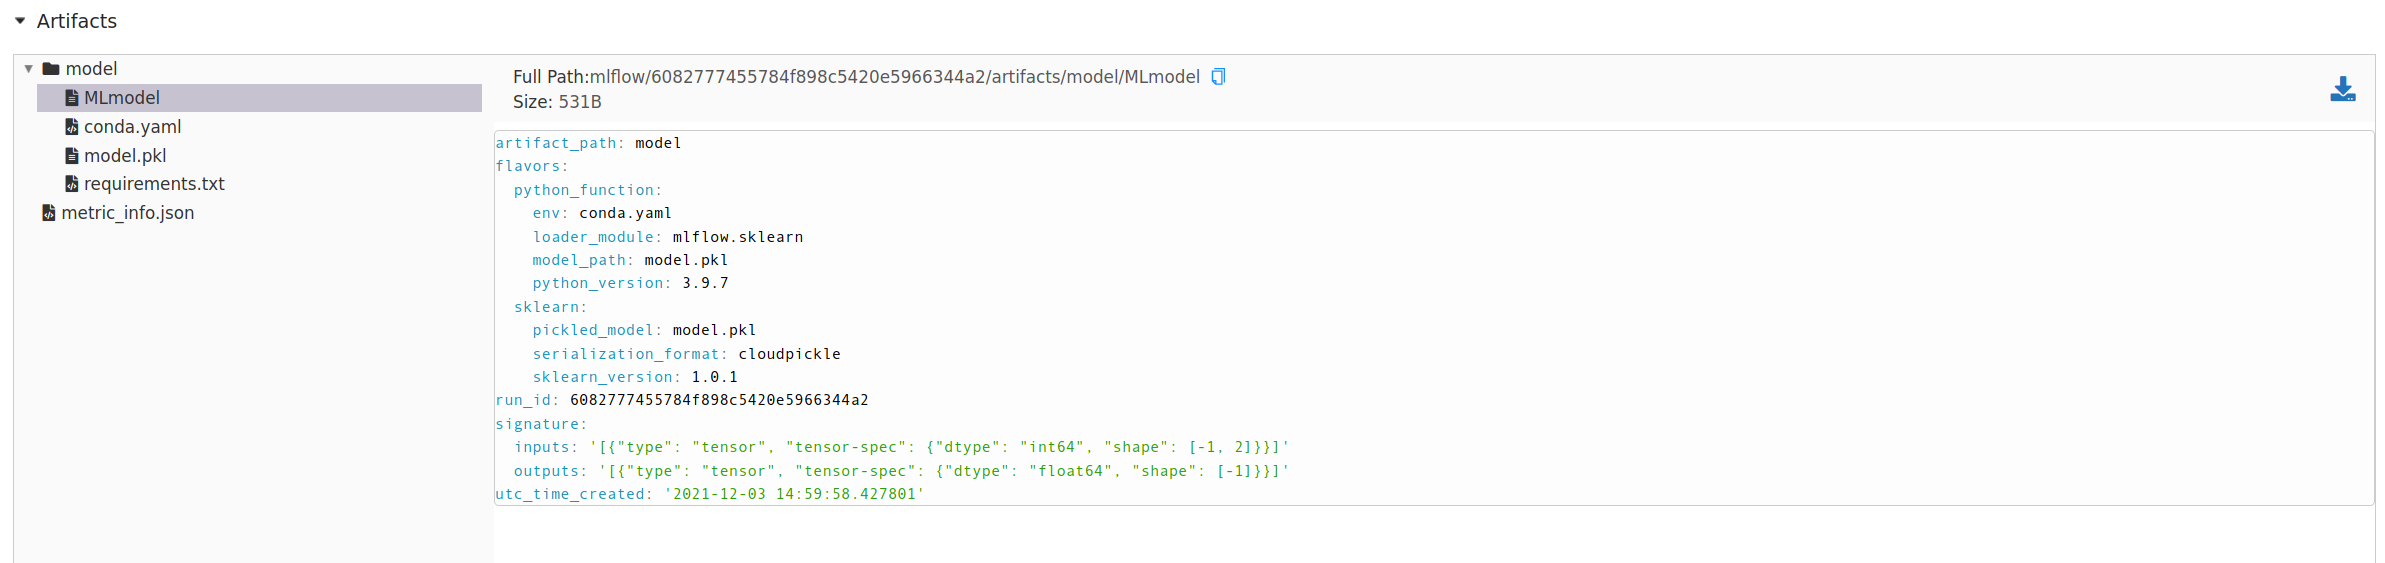 Artifacts
model
MLmodel
conda.yaml
model.pkl
requirements.txt
metric_info.json
Full Path:mlflow/6082777455784f898c5420e5966344a2/artifacts/model/MLmodel
Size: 531B
artifact_path: model
flavors:
  python_function:
    env: conda.yaml
    loader_module: mlflow.sklearn
    model_path: model.pkl
    python_version: 3.9.7
  sklearn:
    pickled_model: model.pkl
    serialization_format: cloudpickle
    sklearn_version: 1.0.1
run_id: 6082777455784f898c5420e5966344a2
signature:
  inputs: '[{"type": "tensor", "tensor-spec": {"dtype": "int64", "shape": [-1, 2]}}]'
  outputs: '[{"type": "tensor", "tensor-spec": {"dtype": "float64", "shape": [-1]}}]'
utc_time_created: '2021-12-03 14:59:58.427801'